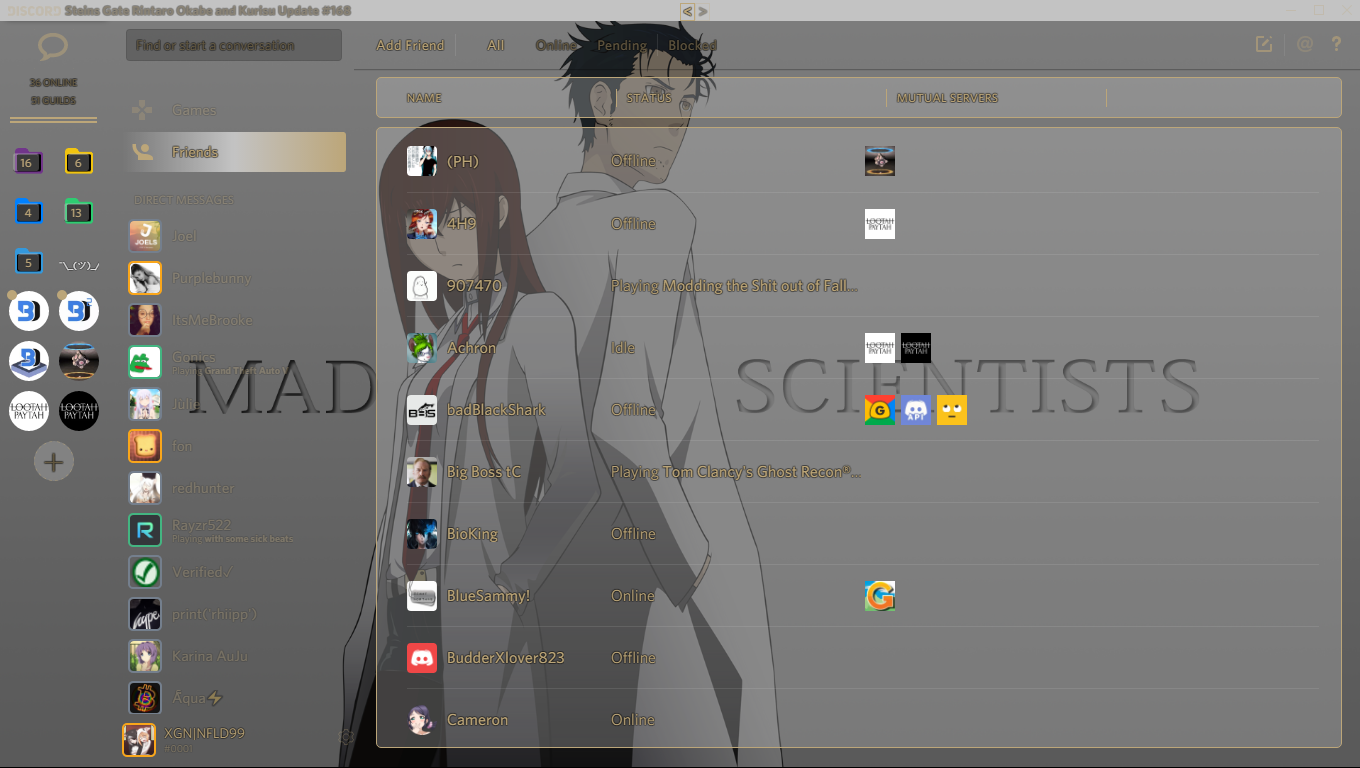 DISCORD Steins Gate Rintaro Okabe and Kurisu Update #168
Find or start a conversation
Add Friend
All
Online
Pending
Blocked
@
?
36 ONLINE
51 GUILDS
Games
Friends
NAME
STATUS
MUTUAL SERVERS
16
6
4
13
5
¯\_(ツ)_/
DIRECT MESSAGES
Joel
JOELS
Purplebunny
ItsMeBrooke
Gonics
Playing Grand Theft Auto V
Julie
fon
redhunter
Rayzr522
Playing with some sick beats
Verified✓
print('rhiipp')
Karina AuJu
XGNINFLD99
#0001
LOOTAH PAYTAH
LOOTAH PAYTAH
MAD SCIENTISTS
(PH)
Offline
4H9
Offline
LOOTAH PAYTAH
907470
Playing Modding the Shit out of Fall...
Achron
Idle
LOOTAH PAYTAH
LOOTAH PAYTAH
badBlackShark
Offline
G
API
Big Boss tC
Playing Tom Clancy's Ghost Recon®...
BioKing
Offline
BlueSammy!
Online
G
BudderXlover823
Offline
Cameron
Online